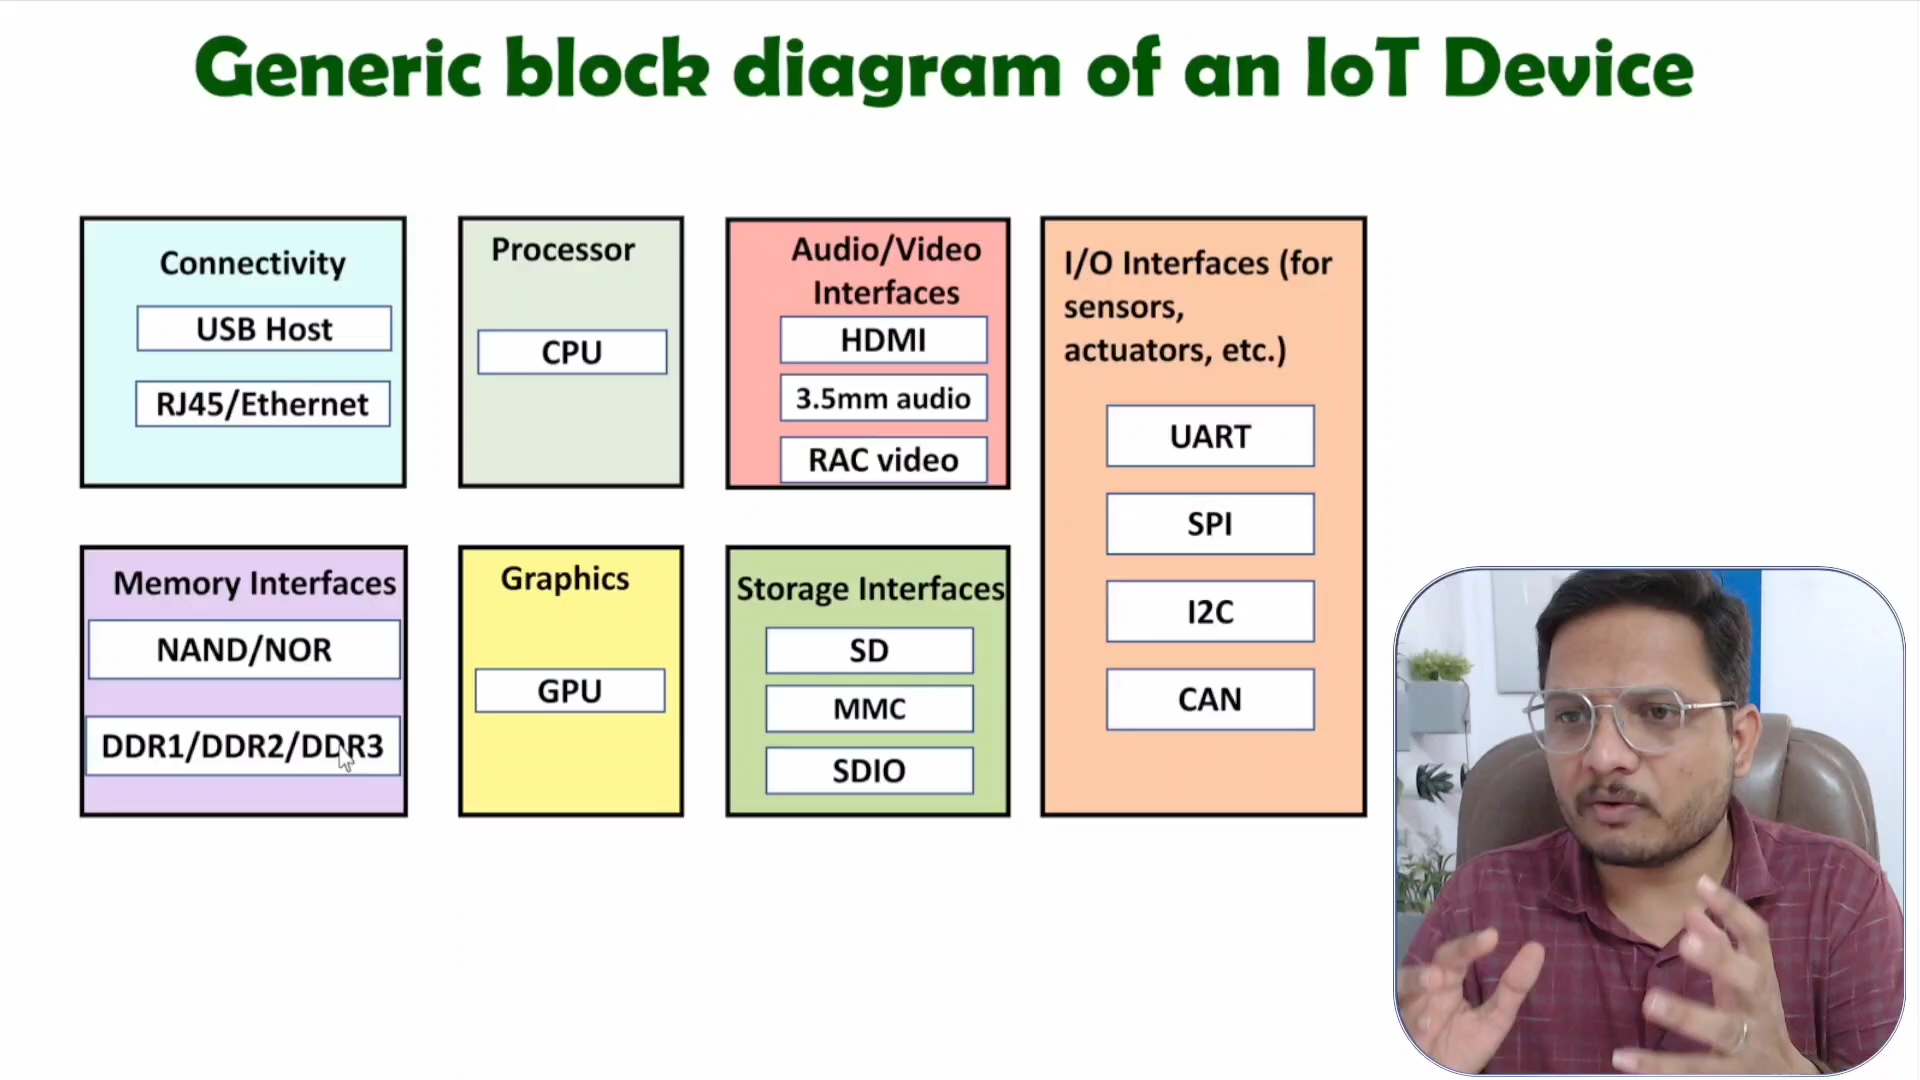 Generic block diagram of an IoT Device
Connectivity
USB Host
RJ45/Ethernet
Processor
CPU
Audio/Video
Interfaces
HDMI
3.5mm audio
RAC video
I/O Interfaces (for
sensors,
actuators, etc.)
UART
SPI
I2C
CAN
Memory Interfaces
NAND/NOR
DDR1/DDR2/DDR3
Graphics
GPU
Storage Interfaces
SD
MMC
SDIO